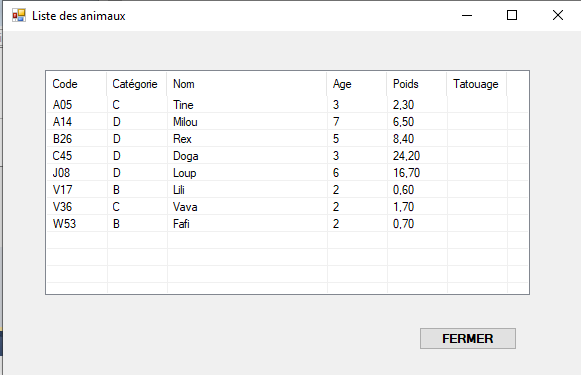 Liste des animaux
Code Catégorie Nom Age Poids Tatouage
A05 C Tine 3 2,30
A14 D Milou 7 6,50
B26 D Rex 5 8,40
C45 D Doga 3 24,20
J08 D Loup 6 16,70
V17 B Lili 2 0,60
V36 C Vava 2 1,70
W53 B Fafi 2 0,70
FERMER